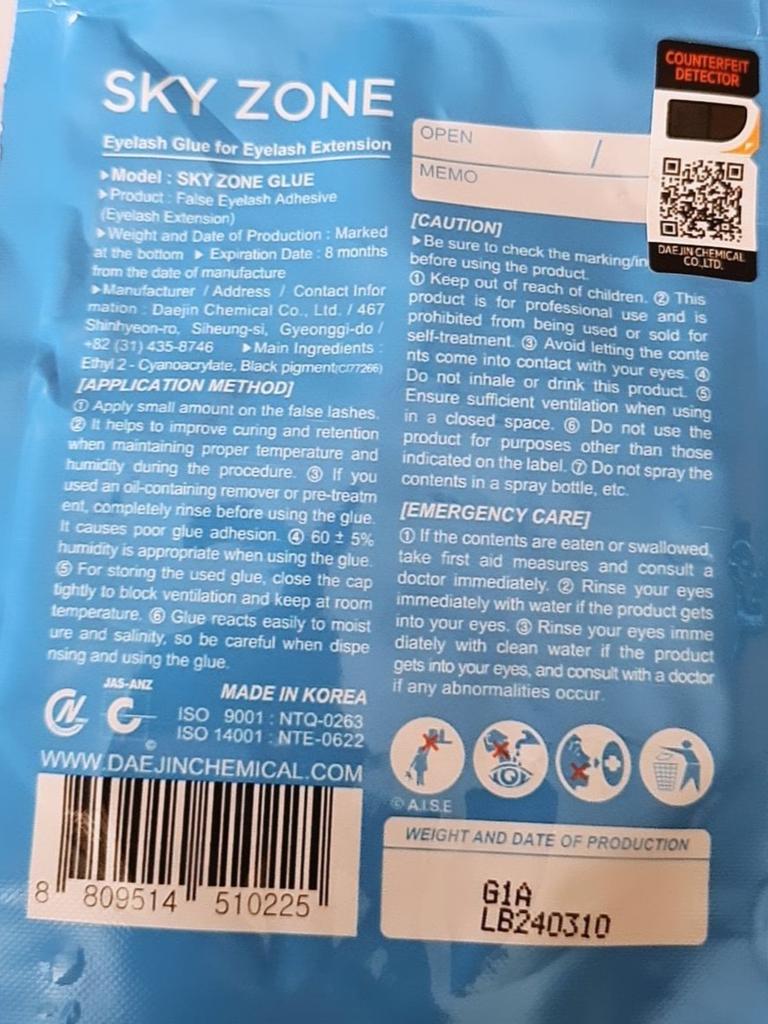 SKY ZONE
Eyelash Glue for Eyelash Extension
▸Model : SKY ZONE GLUE
▸Product : False Eyelash Adhesive
(Eyelash Extension)
▸Weight and Date of Production : Marked
at the bottom ▸ Expiration Date : 8 months
from the date of manufacture
▸Manufacturer / Address / Contact Infor
mation : Daejin Chemical Co., Ltd. / 467
Shinhyeon-ro, Siheung-si, Gyeonggi-do /
+82 (31) 435-8746 ▸Main Ingredients :
Ethyl 2 - Cyanoacrylate, Black pigment(CI77266)
[APPLICATION METHOD]
① Apply small amount on the false lashes.
② It helps to improve curing and retention
when maintaining proper temperature and
humidity during the procedure. ③ If you
used an oil-containing remover or pre-treatm
ent, completely rinse before using the glue.
It causes poor glue adhesion. ④ 60 ± 5%
humidity is appropriate when using the glue.
⑤ For storing the used glue, close the cap
tightly to block ventilation and keep at room
temperature. ⑥ Glue reacts easily to moist
ure and salinity, so be careful when dispe
nsing and using the glue.
JAS-ANZ
MADE IN KOREA
ISO 9001 : NTQ-0263
ISO 14001 : NTE-0622
©
WWW.DAEJINCHEMICAL.COM
8 809514 510225
OPEN /
MEMO
COUNTERFEIT
DETECTOR
DAEJIN CHEMICAL
CO.,LTD.
[CAUTION]
▸Be sure to check the marking/in
before using the product.
① Keep out of reach of children. ② This
product is for professional use and is
prohibited from being used or sold for
self-treatment. ③ Avoid letting the conte
nts come into contact with your eyes. ④
Do not inhale or drink this product. ⑤
Ensure sufficient ventilation when using
in a closed space. ⑥ Do not use the
product for purposes other than those
indicated on the label. ⑦ Do not spray the
contents in a spray bottle, etc.
[EMERGENCY CARE]
① If the contents are eaten or swallowed,
take first aid measures and consult a
doctor immediately. ② Rinse your eyes
immediately with water if the product gets
into your eyes. ③ Rinse your eyes imme
diately with clean water if the product
gets into your eyes, and consult with a doctor
if any abnormalities occur.
© A.I.S.E
WEIGHT AND DATE OF PRODUCTION
G1A
LB240310